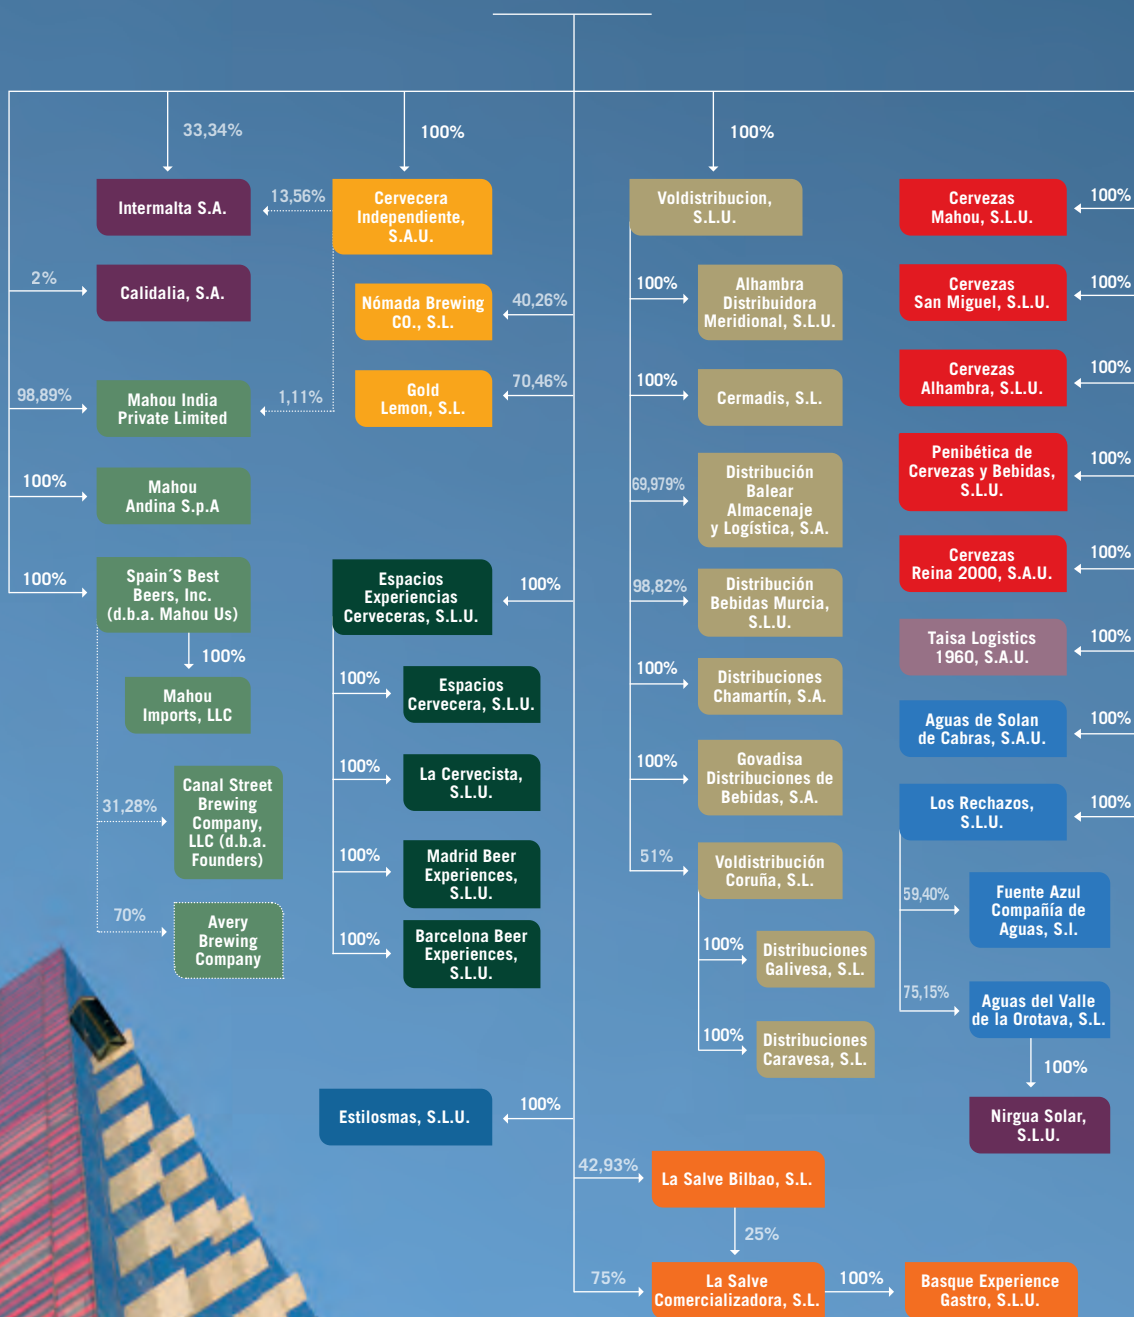 33,34%
100%
100%
Intermalta S.A.
13,56%
Cervecera
Independiente,
S.A.U.
Voldistribucion,
S.L.U.
Cervezas
Mahou, S.L.U.
100%
2%
Calidalia, S.A.
Nómada Brewing
CO., S.L.
40,26%
100%
Alhambra
Distribuidora
Meridional, S.L.U.
Cervezas
San Miguel, S.L.U.
100%
98,89%
Mahou India
Private Limited
1,11%
Gold
Lemon, S.L.
70,46%
100%
Cermadis, S.L.
Cervezas
Alhambra, S.L.U.
100%
100%
Mahou
Andina S.p.A
69,979%
Distribución
Balear
Almacenaje
y Logística, S.A.
Penibética de
Cervezas y Bebidas,
S.L.U.
100%
100%
Spain´S Best
Beers, Inc.
(d.b.a. Mahou Us)
Espacios
Experiencias
Cerveceras, S.L.U.
100%
98,82%
Distribución
Bebidas Murcia,
S.L.U.
Cervezas
Reina 2000, S.A.U.
100%
100%
Mahou
Imports, LLC
100%
Espacios
Cervecera, S.L.U.
100%
Distribuciones
Chamartín, S.A.
Taisa Logistics
1960, S.A.U.
100%
31,28%
Canal Street
Brewing
Company,
LLC (d.b.a.
Founders)
100%
La Cervecista,
S.L.U.
100%
Govadisa
Distribuciones de
Bebidas, S.A.
Aguas de Solan
de Cabras, S.A.U.
100%
100%
Madrid Beer
Experiences,
S.L.U.
51%
Voldistribución
Coruña, S.L.
Los Rechazos,
S.L.U.
100%
70%
Avery
Brewing
Company
100%
Barcelona Beer
Experiences,
S.L.U.
100%
Distribuciones
Galivesa, S.L.
59,40%
Fuente Azul
Compañía de
Aguas, S.l.
100%
Distribuciones
Caravesa, S.L.
75,15%
Aguas del Valle
de la Orotava, S.L.
100%
Nirgua Solar,
S.L.U.
Estilosmas, S.L.U.
100%
42,93%
La Salve Bilbao, S.L.
25%
75%
La Salve
Comercializadora, S.L.
100%
Basque Experience
Gastro, S.L.U.